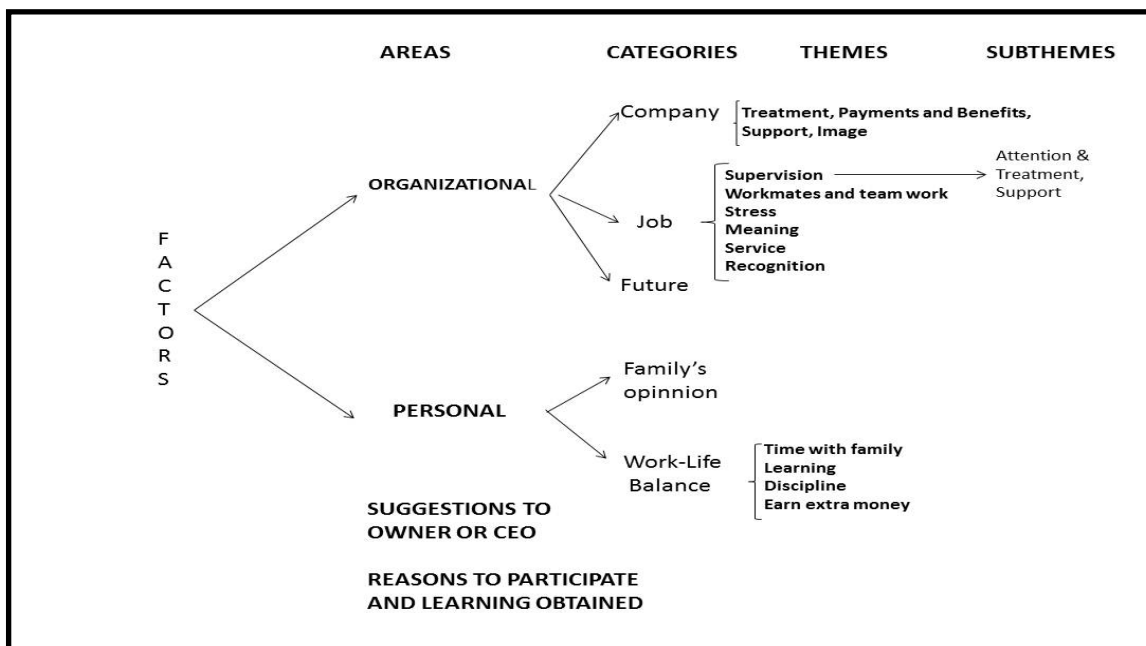 AREAS CATEGORIES THEMES SUBTHEMES
FACTORS
ORGANIZATIONAL
Company
Treatment, Payments and Benefits,
Support, Image
Job
Supervision
Workmates and team work
Stress
Meaning
Service
Recognition
Attention &
Treatment,
Support
Future
PERSONAL
Family's
opinnion
Work-Life
Balance
Time with family
Learning
Discipline
Earn extra money
SUGGESTIONS TO
OWNER OR CEO
REASONS TO PARTICIPATE
AND LEARNING OBTAINED